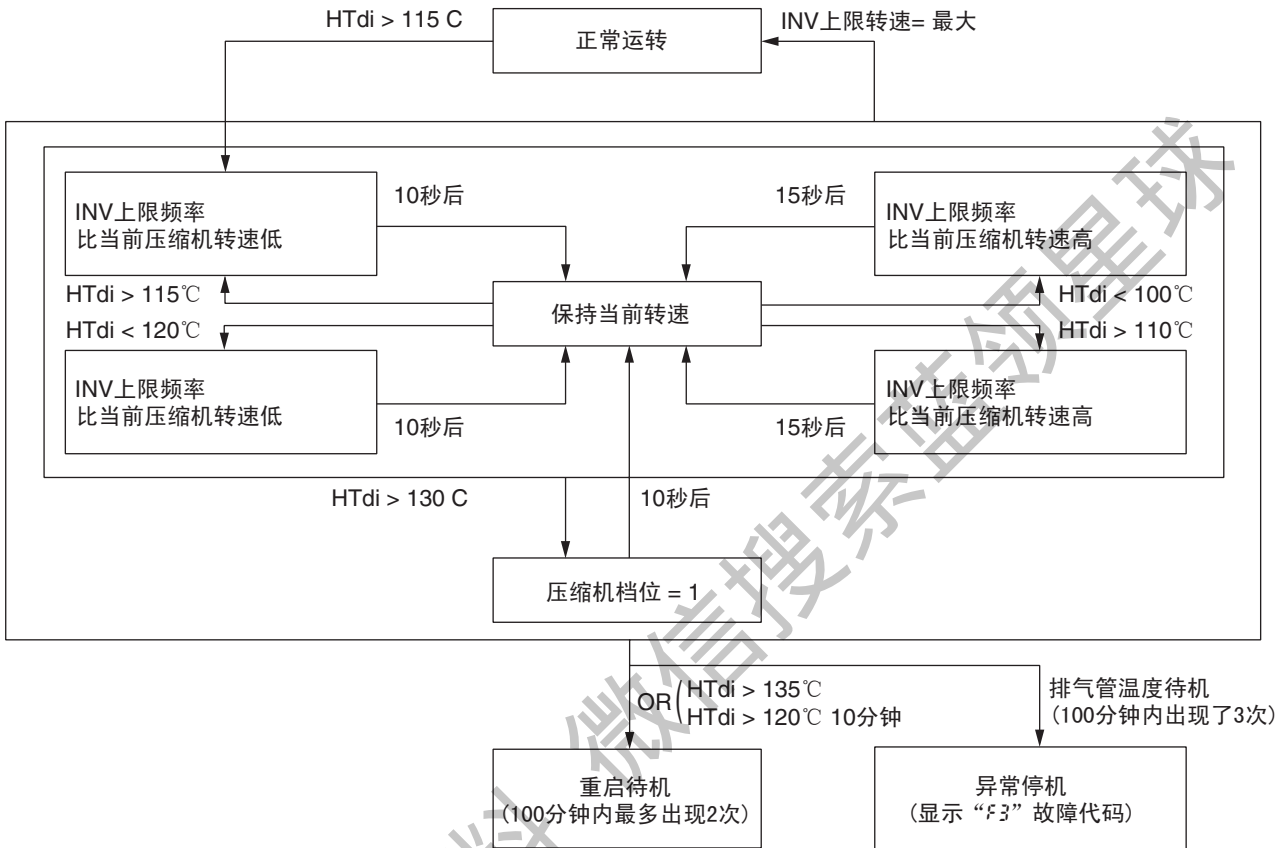 HTdi > 115 C
正常运转
INV上限转速= 最大
INV上限频率
比当前压缩机转速低
10秒后
15秒后
INV上限频率
比当前压缩机转速高
HTdi > 115℃
HTdi < 120℃
保持当前转速
HTdi < 100℃
HTdi > 110℃
INV上限频率
比当前压缩机转速低
10秒后
15秒后
INV上限频率
比当前压缩机转速高
HTdi > 130 C
10秒后
压缩机档位 = 1
OR
HTdi > 135℃
HTdi > 120℃ 10分钟
排气管温度待机
(100分钟内出现了3次)
重启待机
(100分钟内最多出现2次)
异常停机
(显示“F3”故障代码)
料 微信搜索蓝领星球